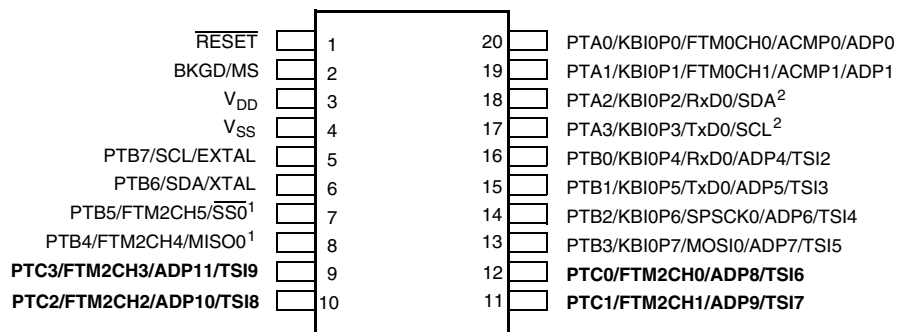 R̅E̅S̅E̅T̅ 1 20 PTA0/KBI0P0/FTM0CH0/ACMP0/ADP0
BKGD/MS 2 19 PTA1/KBI0P1/FTM0CH1/ACMP1/ADP1
VDD 3 18 PTA2/KBI0P2/RxD0/SDA²
VSS 4 17 PTA3/KBI0P3/TxD0/SCL²
PTB7/SCL/EXTAL 5 16 PTB0/KBI0P4/RxD0/ADP4/TSI2
PTB6/SDA/XTAL 6 15 PTB1/KBI0P5/TxD0/ADP5/TSI3
PTB5/FTM2CH5/S̅S̅0̅¹ 7 14 PTB2/KBI0P6/SPSCK0/ADP6/TSI4
PTB4/FTM2CH4/MISO0¹ 8 13 PTB3/KBI0P7/MOSI0/ADP7/TSI5
PTC3/FTM2CH3/ADP11/TSI9 9 12 PTC0/FTM2CH0/ADP8/TSI6
PTC2/FTM2CH2/ADP10/TSI8 10 11 PTC1/FTM2CH1/ADP9/TSI7